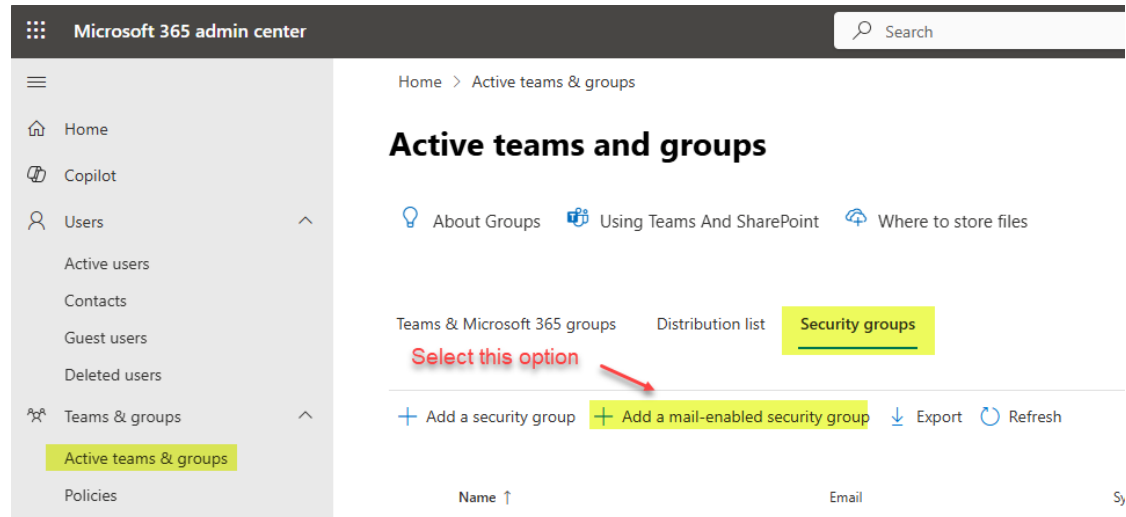 Microsoft 365 admin center
Search
Home > Active teams & groups
Home
Active teams and groups
Copilot
Users
About Groups
Using Teams And SharePoint
Where to store files
Active users
Contacts
Guest users
Deleted users
Teams & Microsoft 365 groups
Distribution list
Security groups
Select this option
Teams & groups
+ Add a security group
+ Add a mail-enabled security group
Export
Refresh
Active teams & groups
Policies
Name ↑
Email
Sy